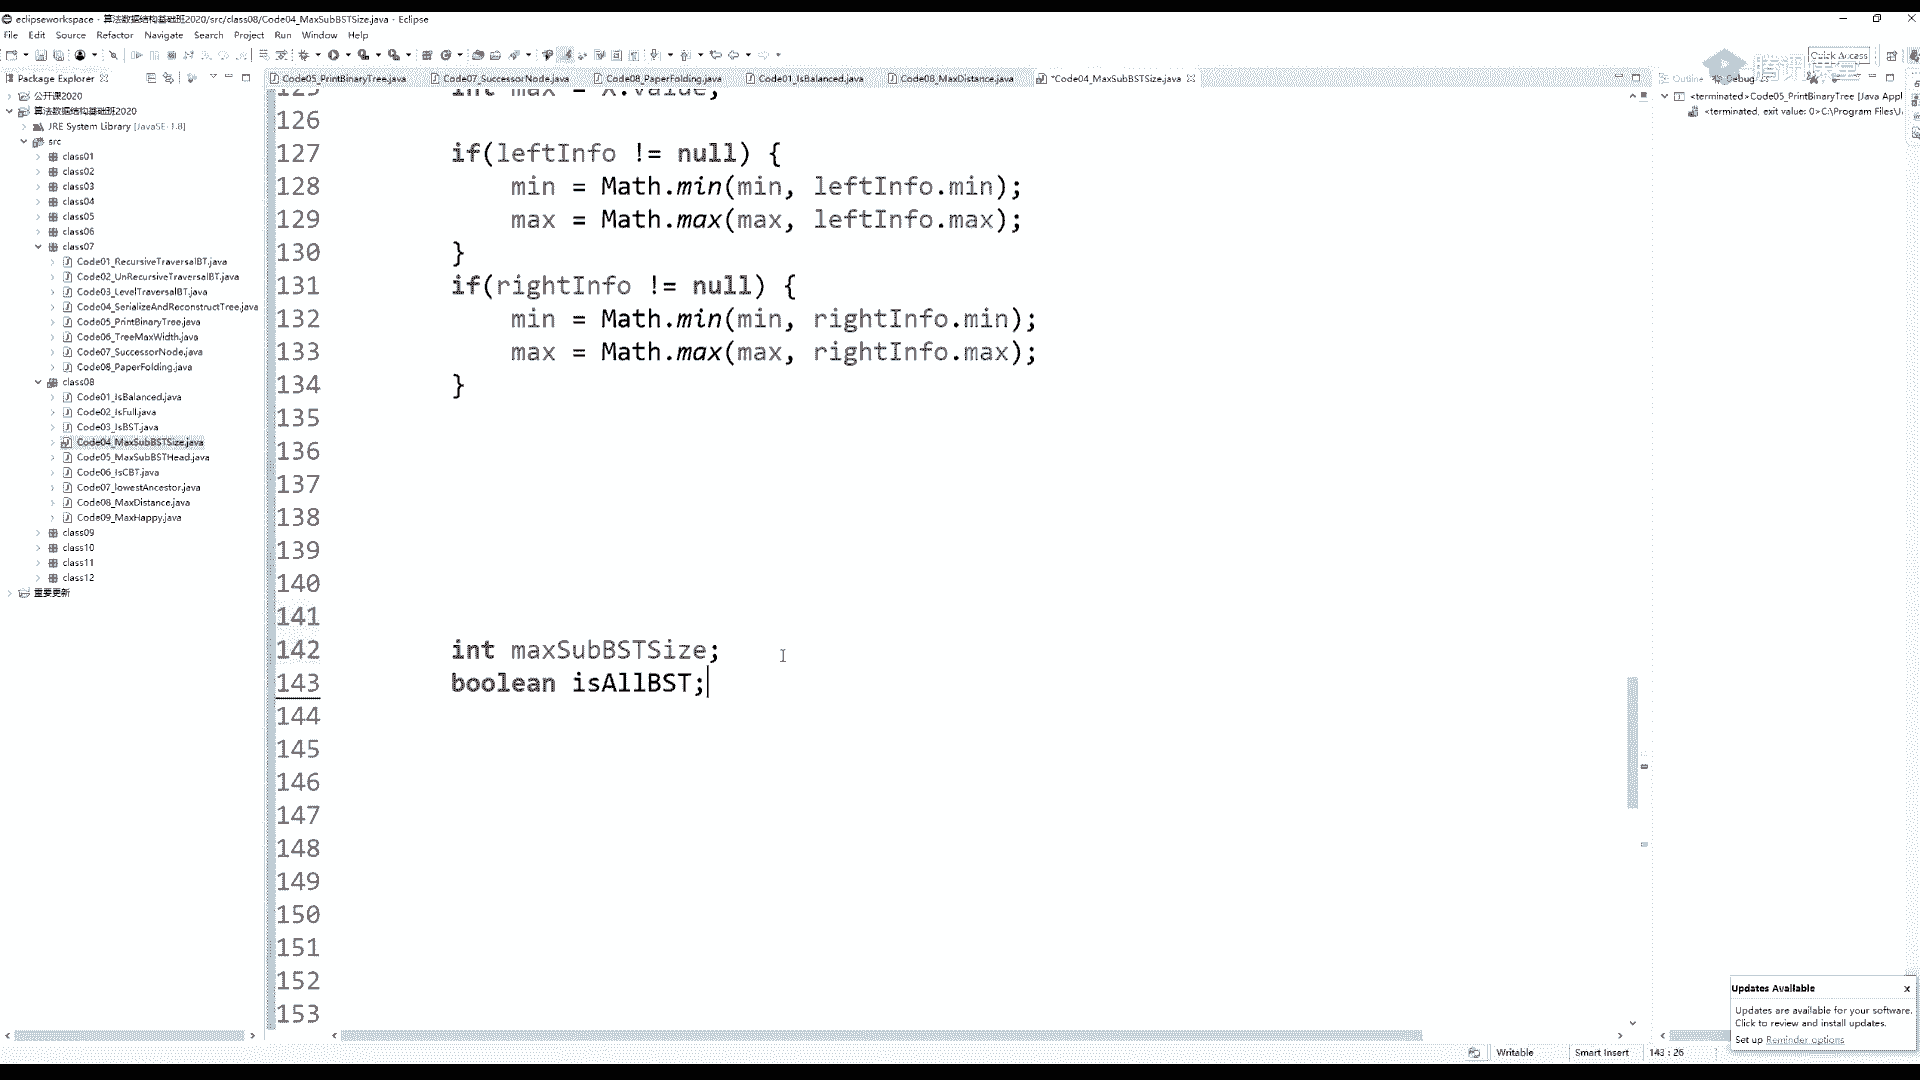 eclipseworkspace - 算法数据结构基础班2020/src/class08/Code04_MaxSubBSTSize.java - Eclipse
File Edit Source Refactor Navigate Search Project Run Window Help
Quick Access
腾讯课堂
Package Explorer
Code05_PrintBinaryTree.java Code07_SuccessorNode.java Code08_PaperFolding.java Code01_IsBalanced.java Code08_MaxDistance.java *Code04_MaxSubBSTSize.java
Outline Debug
公开课2020
算法数据结构基础班2020
JRE System Library [JavaSE-1.8]
src
class01
class02
class03
class04
class05
class06
class07
Code01_RecursiveTraversalBT.java
Code02_UnRecursiveTraversalBT.java
Code03_LevelTraversalBT.java
Code04_SerializeAndReconstructTree.java
Code05_PrintBinaryTree.java
Code06_TreeMaxWidth.java
Code07_SuccessorNode.java
Code08_PaperFolding.java
class08
Code01_IsBalanced.java
Code02_IsFull.java
Code03_IsBST.java
Code04_MaxSubBSTSize.java
Code05_MaxSubBSTHead.java
Code06_IsCBT.java
Code07_lowestAncestor.java
Code08_MaxDistance.java
Code09_MaxHappy.java
class09
class10
class11
class12
重要更新
125 int max = X.value;
126
127 if(leftInfo != null) {
128 min = Math.min(min, leftInfo.min);
129 max = Math.max(max, leftInfo.max);
130 }
131 if(rightInfo != null) {
132 min = Math.min(min, rightInfo.min);
133 max = Math.max(max, rightInfo.max);
134 }
135
136
137
138
139
140
141
142 int maxSubBSTSize;
143 boolean isAllBST;
144
145
146
147
148
149
150
151
152
153
<terminated>Code05_PrintBinaryTree [Java Appl
<terminated, exit value: 0>C:\Program Files\J
Updates Available x
Updates are available for your software.
Click to review and install updates.
Set up Reminder options
Writable Smart Insert 143 : 26